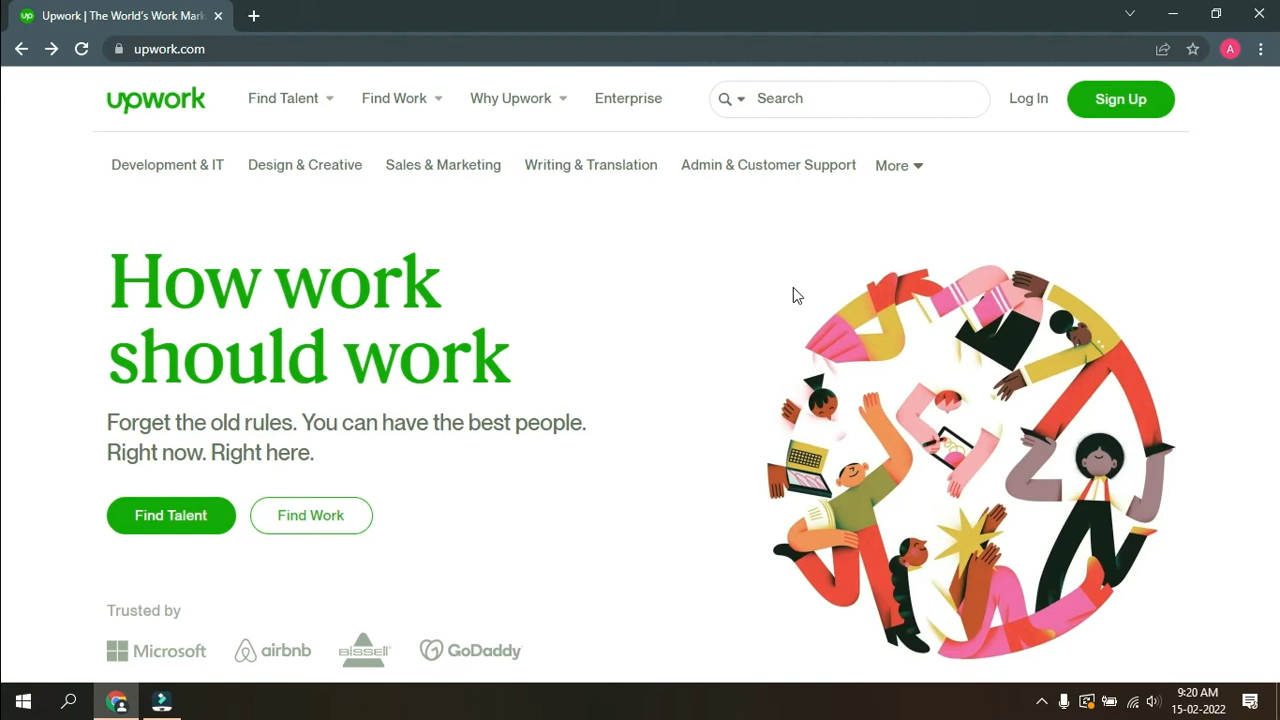 Upwork | The World's Work Mark
upwork.com
A
upwork Find Talent Find Work Why Upwork Enterprise Search Log In Sign Up
Development & IT Design & Creative Sales & Marketing Writing & Translation Admin & Customer Support More
How work
should work
Forget the old rules. You can have the best people.
Right now. Right here.
Find Talent Find Work
Trusted by
Microsoft airbnb BISSELL GoDaddy
9:20 AM
15-02-2022